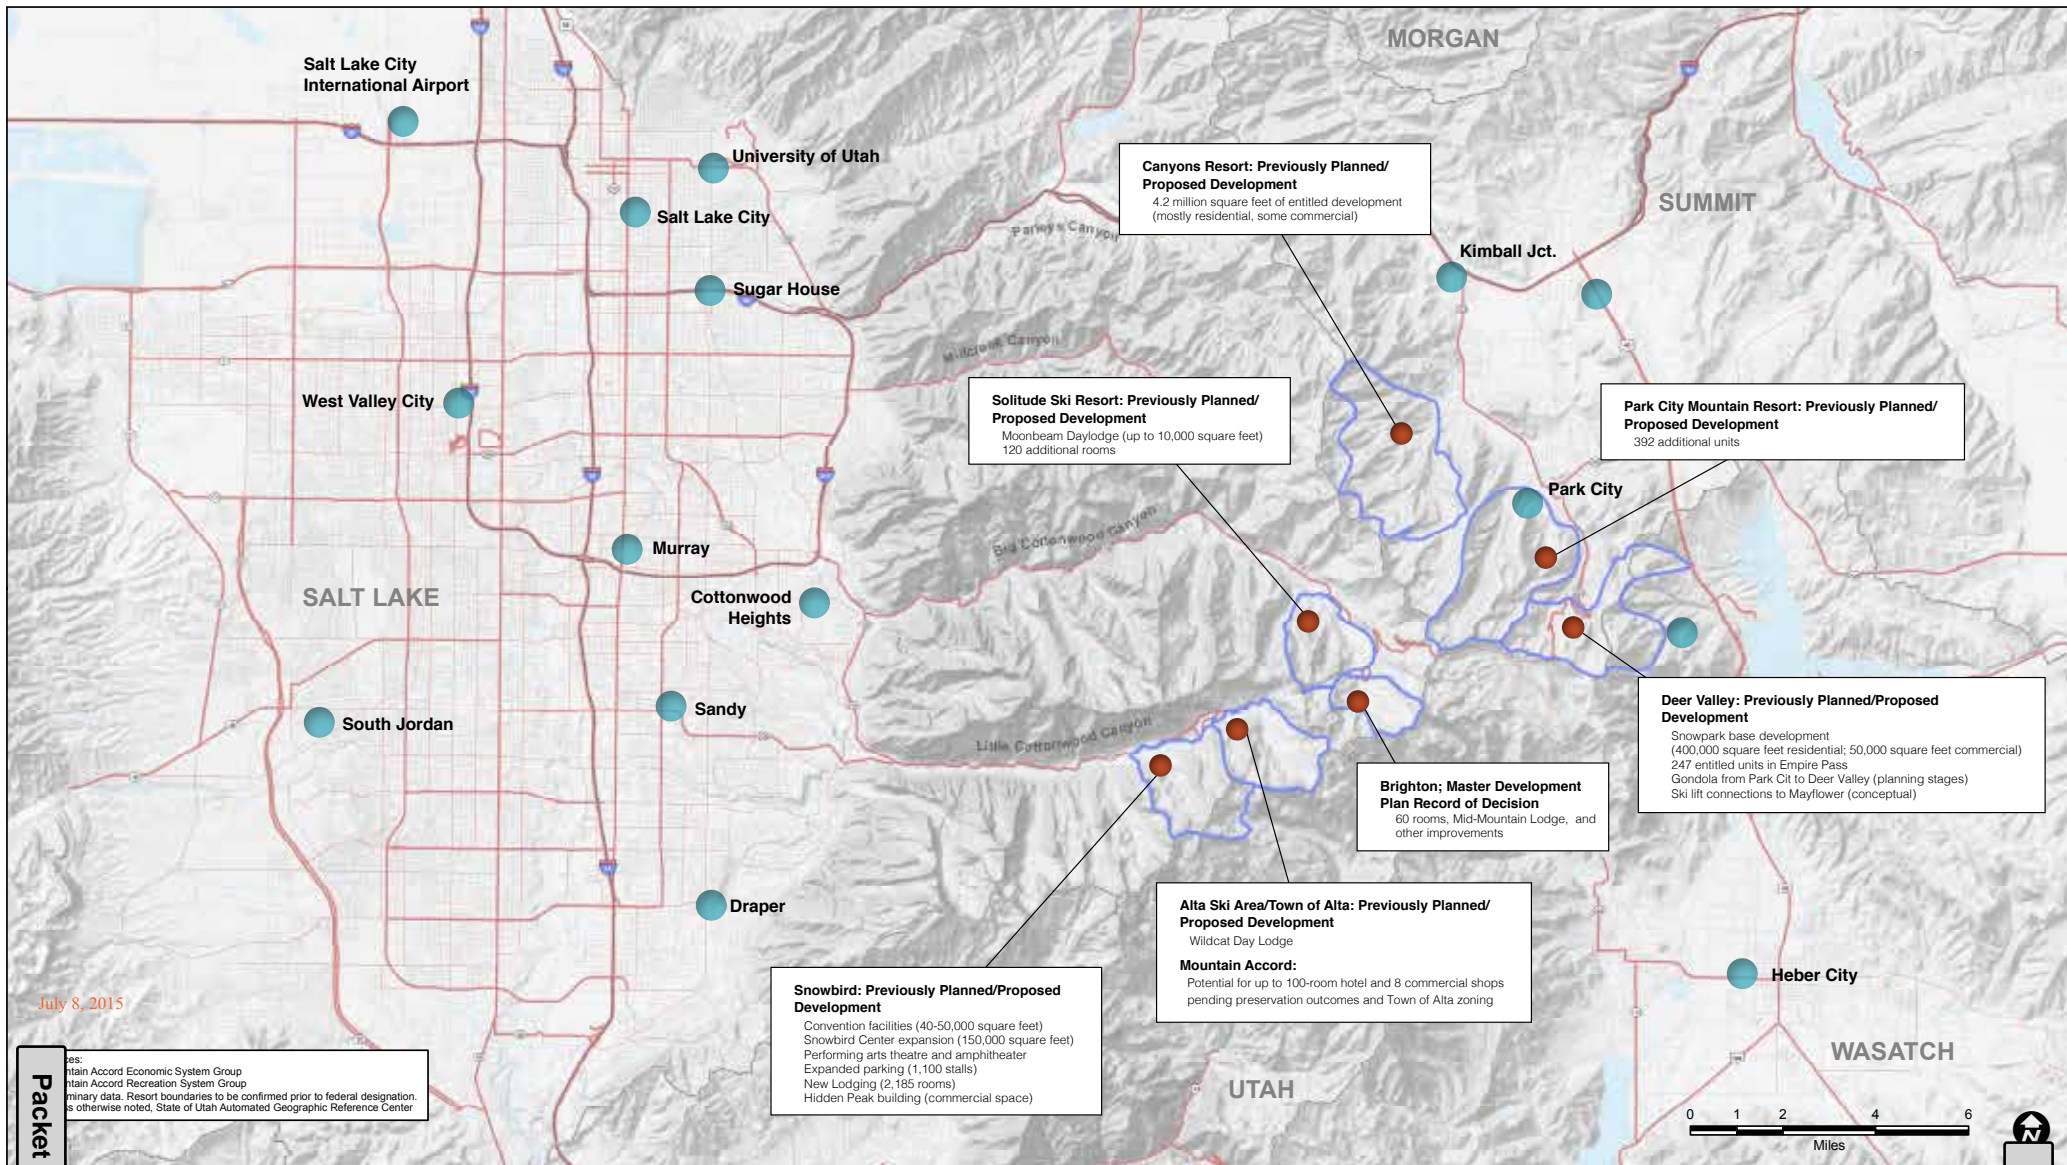 MORGAN
Salt Lake City
International Airport
University of Utah
Salt Lake City
Canyons Resort: Previously Planned/
Proposed Development
4.2 million square feet of entitled development
(mostly residential, some commercial)
SUMMIT
Parleys Canyon
Kimball Jct.
Sugar House
Millcreek Canyon
West Valley City
Solitude Ski Resort: Previously Planned/
Proposed Development
Moonbeam Daylodge (up to 10,000 square feet)
120 additional rooms
Park City Mountain Resort: Previously Planned/
Proposed Development
392 additional units
Park City
Big Cottonwood Canyon
Murray
SALT LAKE
Cottonwood
Heights
South Jordan
Sandy
Little Cottonwood Canyon
Deer Valley: Previously Planned/Proposed
Development
Snowpark base development
(400,000 square feet residential; 50,000 square feet commercial)
247 entitled units in Empire Pass
Gondola from Park Cit to Deer Valley (planning stages)
Ski lift connections to Mayflower (conceptual)
Brighton; Master Development
Plan Record of Decision
60 rooms, Mid-Mountain Lodge, and
other improvements
Draper
Alta Ski Area/Town of Alta: Previously Planned/
Proposed Development
Wildcat Day Lodge
Mountain Accord:
Potential for up to 100-room hotel and 8 commercial shops
pending preservation outcomes and Town of Alta zoning
Heber City
Snowbird: Previously Planned/Proposed
Development
Convention facilities (40-50,000 square feet)
Snowbird Center expansion (150,000 square feet)
Performing arts theatre and amphitheater
Expanded parking (1,100 stalls)
New Lodging (2,185 rooms)
Hidden Peak building (commercial space)
July 8, 2015
WASATCH
UTAH
ces:
ntain Accord Economic System Group
ntain Accord Recreation System Group
minary data. Resort boundaries to be confirmed prior to federal designation.
s otherwise noted, State of Utah Automated Geographic Reference Center
Packet
0 1 2 4 6
Miles
N